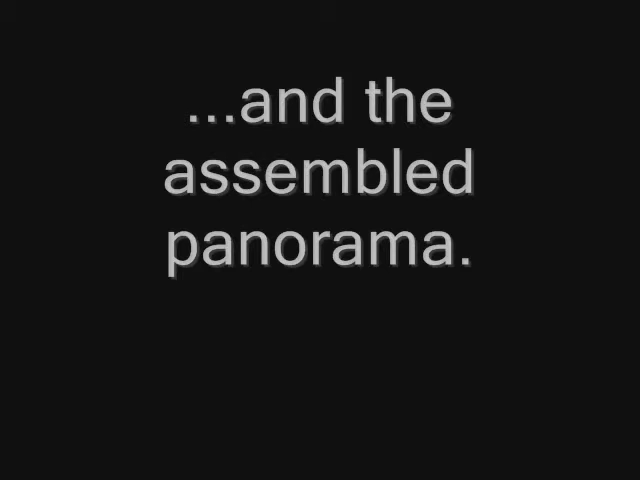 ...and the
assembled
panorama.